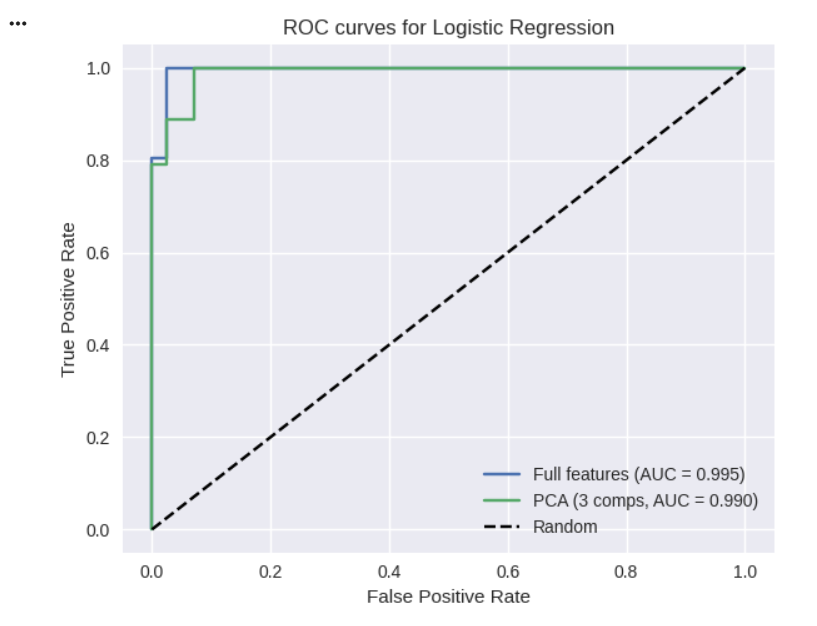 ...
ROC curves for Logistic Regression
True Positive Rate
1.0
0.8
0.6
0.4
0.2
0.0
Full features (AUC = 0.995)
PCA (3 comps, AUC = 0.990)
Random
0.0 0.2 0.4 0.6 0.8 1.0
False Positive Rate